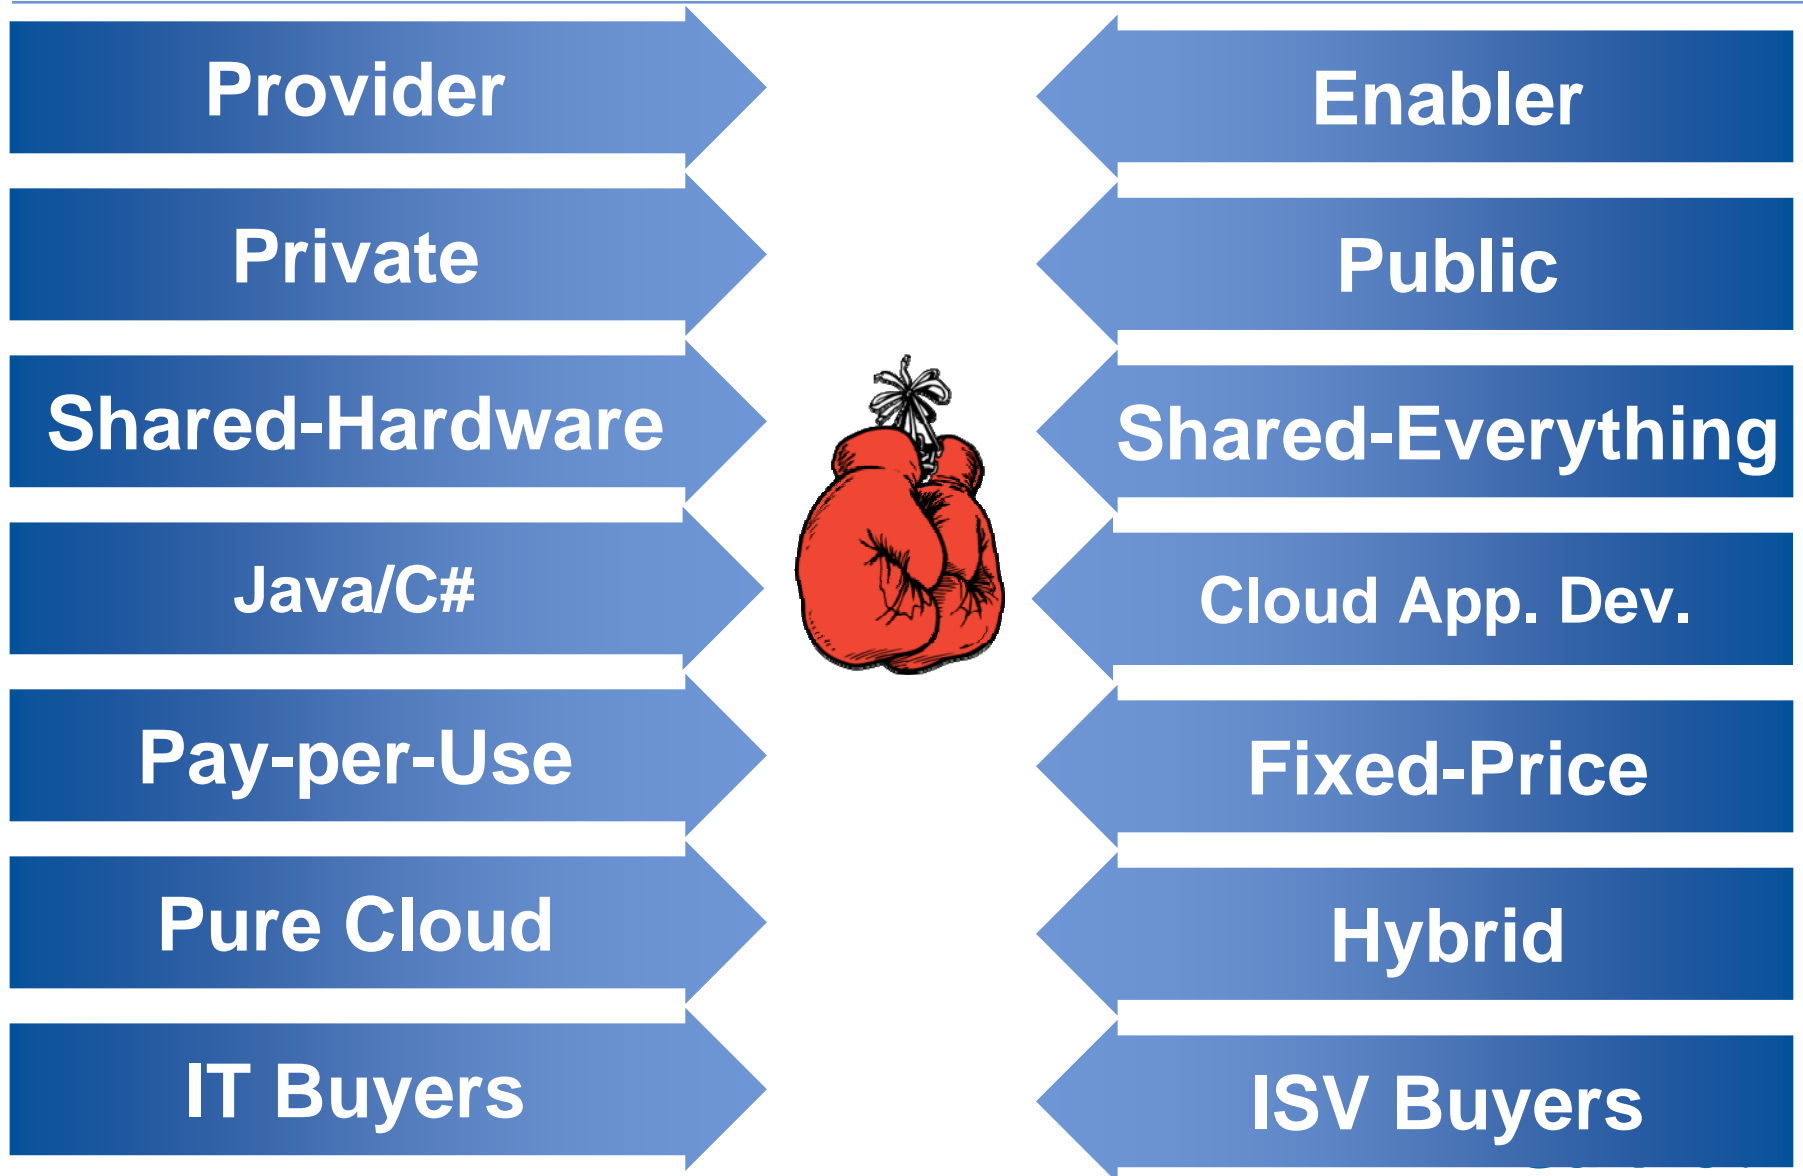 Provider
Enabler
Private
Public
Shared-Hardware
Shared-Everything
Java/C#
Cloud App. Dev.
Pay-per-Use
Fixed-Price
Pure Cloud
Hybrid
IT Buyers
ISV Buyers